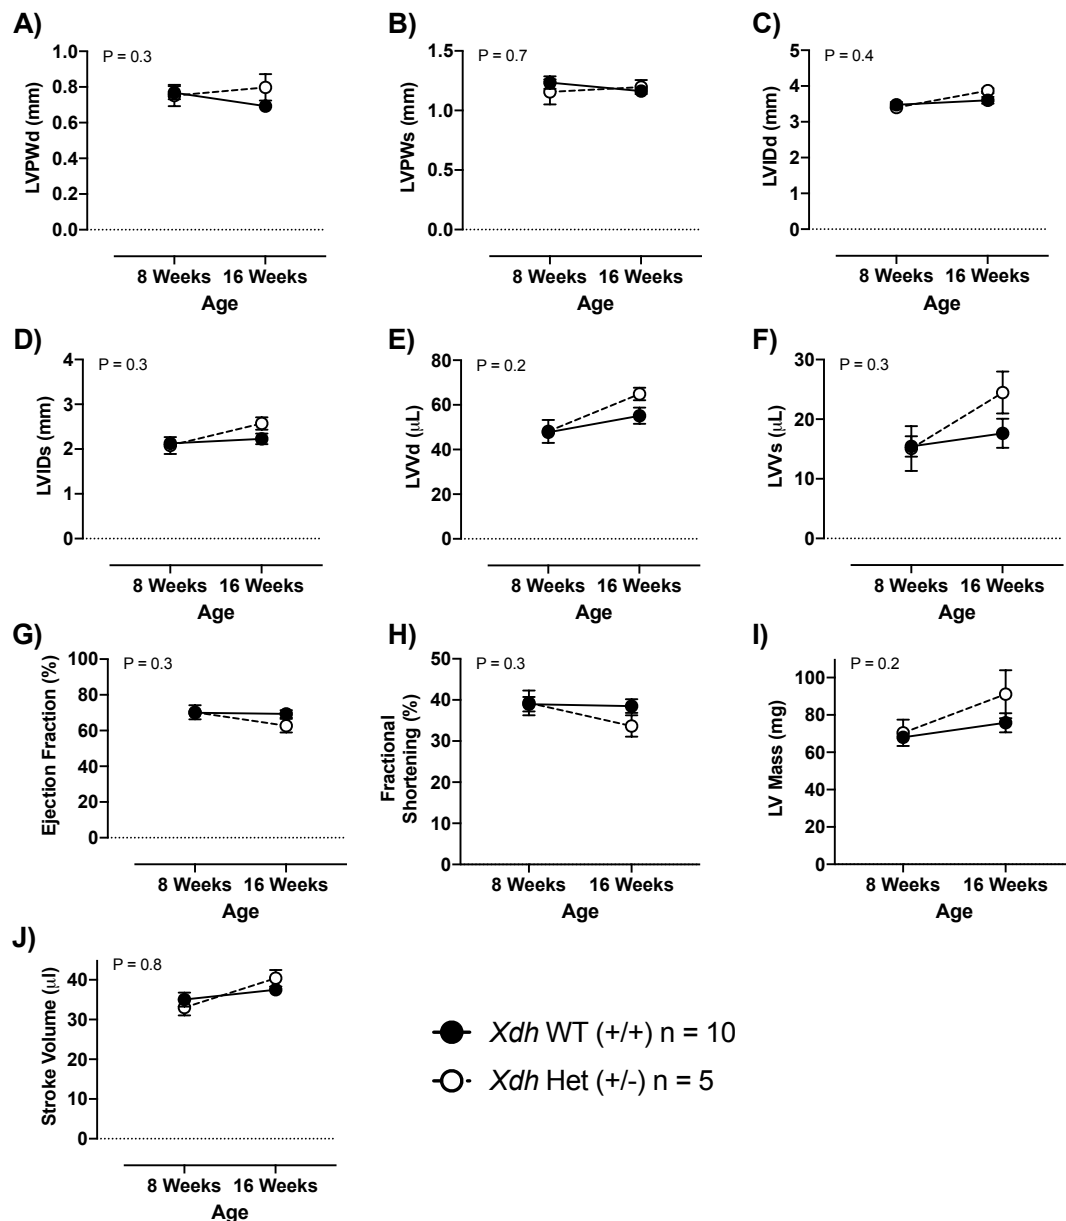 A)
P = 0.3
LVPWd (mm)
1.0
0.8
0.6
0.4
0.2
0.0
8 Weeks 16 Weeks
Age
B)
P = 0.7
LVPWs (mm)
1.5
1.0
0.5
0.0
8 Weeks 16 Weeks
Age
C)
P = 0.4
LVIDd (mm)
5
4
3
2
1
0
8 Weeks 16 Weeks
Age
D)
P = 0.3
LVIDs (mm)
4
3
2
1
0
8 Weeks 16 Weeks
Age
E)
P = 0.2
LVVd (μL)
80
60
40
20
0
8 Weeks 16 Weeks
Age
F)
P = 0.3
LVVs (μL)
30
20
10
0
8 Weeks 16 Weeks
Age
G)
P = 0.3
Ejection Fraction (%)
100
80
60
40
20
0
8 Weeks 16 Weeks
Age
H)
P = 0.3
Fractional
Shortening (%)
50
40
30
20
10
0
8 Weeks 16 Weeks
Age
I)
P = 0.2
LV Mass (mg)
100
80
60
40
20
0
8 Weeks 16 Weeks
Age
J)
P = 0.8
Stroke Volume (μl)
40
30
20
10
0
8 Weeks 16 Weeks
Age
Xdh WT (+/+) n = 10
Xdh Het (+/-) n = 5